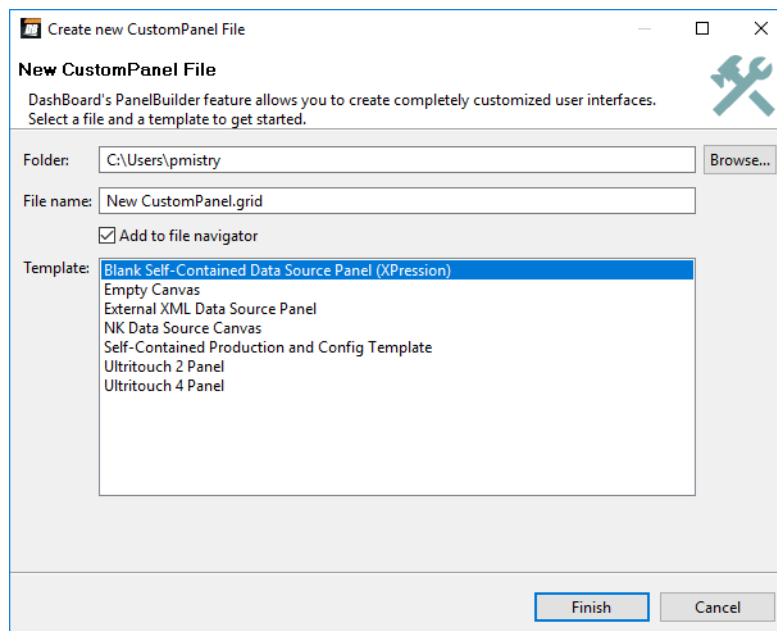 Create new CustomPanel File
New CustomPanel File
DashBoard's PanelBuilder feature allows you to create completely customized user interfaces.
Select a file and a template to get started.
Folder: C:\Users\pmistry Browse...
File name: New CustomPanel.grid
Add to file navigator
Template: Blank Self-Contained Data Source Panel (XPression)
Empty Canvas
External XML Data Source Panel
NK Data Source Canvas
Self-Contained Production and Config Template
Ultritouch 2 Panel
Ultritouch 4 Panel
Finish Cancel